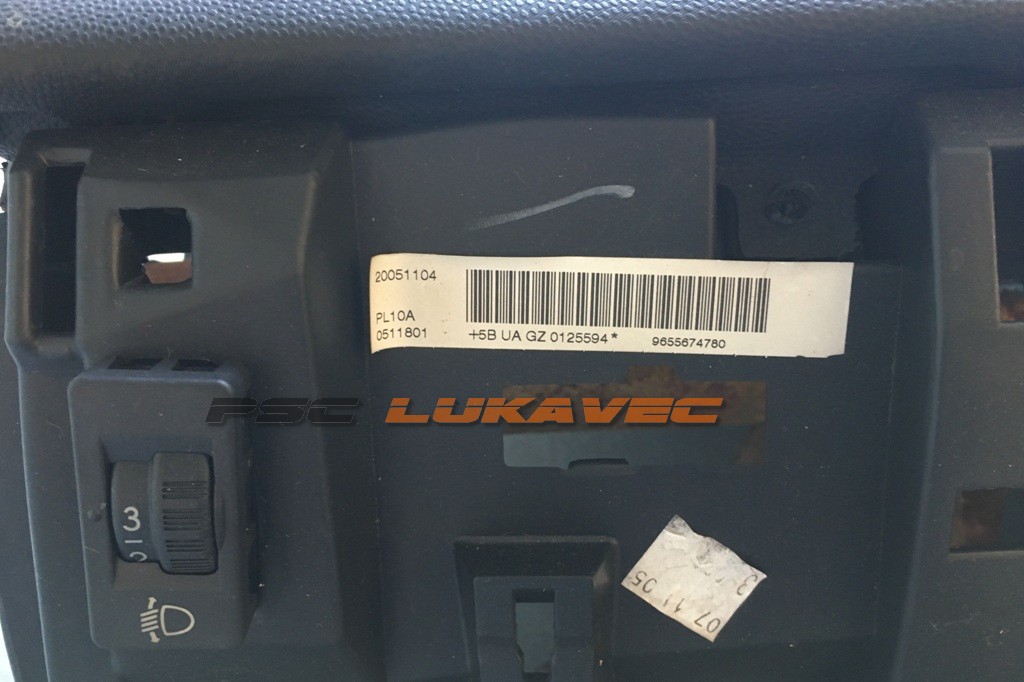 20051104
PL10A
0511801
+5B UA GZ 0125594*
9655674780
PSC LUKAVEC
3
07 11 05